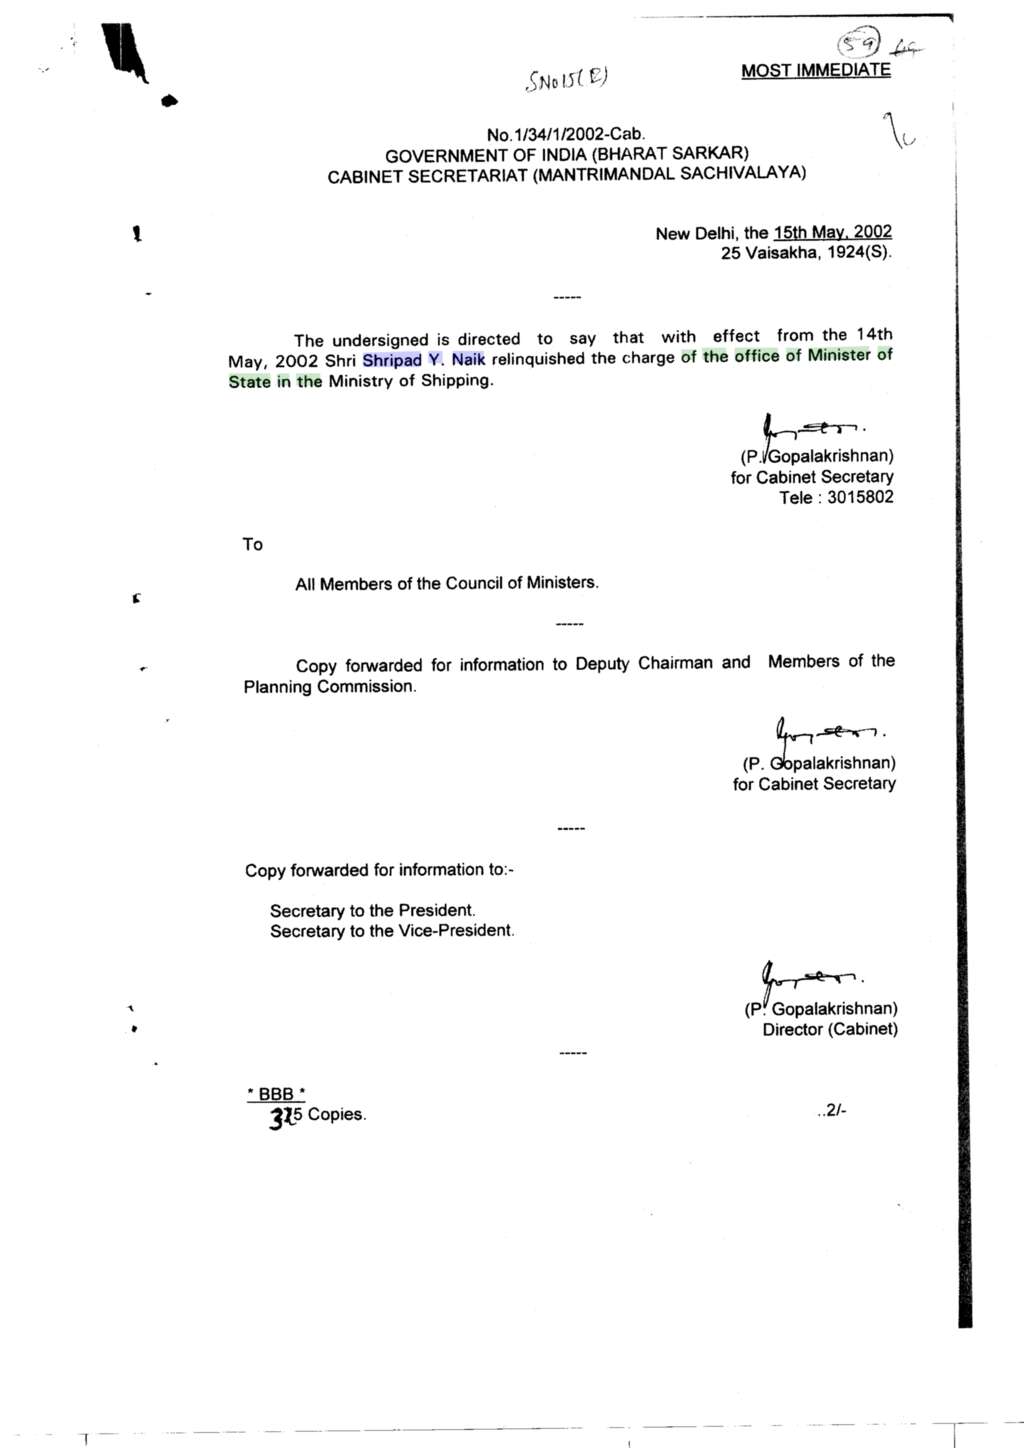 59
SNo 15(R)
MOST IMMEDIATE
No.1/34/1/2002-Cab.
GOVERNMENT OF INDIA (BHARAT SARKAR)
CABINET SECRETARIAT (MANTRIMANDAL SACHIVALAYA)
New Delhi, the 15th May, 2002
25 Vaisakha, 1924(S).
-----
The undersigned is directed to say that with effect from the 14th
May, 2002 Shri Shripad Y. Naik relinquished the charge of the office of Minister of
State in the Ministry of Shipping.
(P. Gopalakrishnan)
for Cabinet Secretary
Tele : 3015802
To
All Members of the Council of Ministers.
-----
Copy forwarded for information to Deputy Chairman and Members of the
Planning Commission.
(P. Gopalakrishnan)
for Cabinet Secretary
-----
Copy forwarded for information to:-
Secretary to the President.
Secretary to the Vice-President.
(P. Gopalakrishnan)
Director (Cabinet)
-----
* BBB *
325 Copies.
..2/-